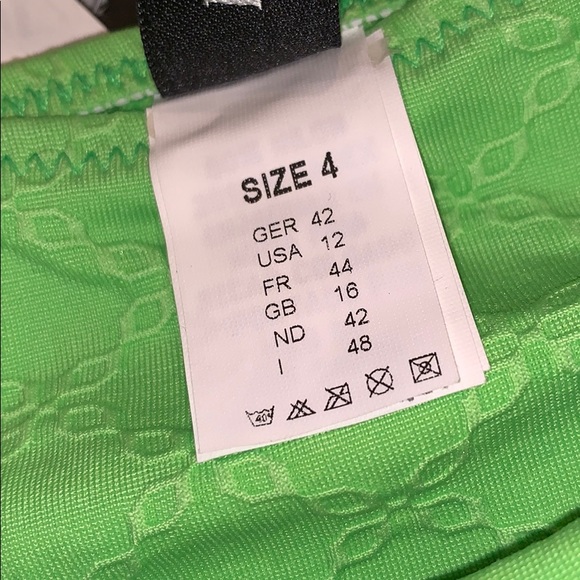 SIZE 4
GER 42
USA 12
FR 44
GB 16
ND 42
I 48